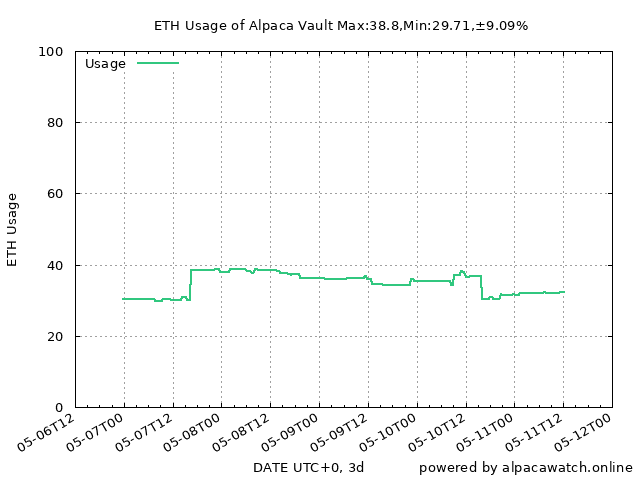 ETH Usage of Alpaca Vault Max:38.8,Min:29.71,±9.09%
Usage
100
80
60
40
20
0
ETH Usage
05-06T12
05-07T00
05-07T12
05-08T00
05-08T12
05-09T00
05-09T12
05-10T00
05-10T12
05-11T00
05-11T12
05-12T00
DATE UTC+0, 3d
powered by alpacawatch.online